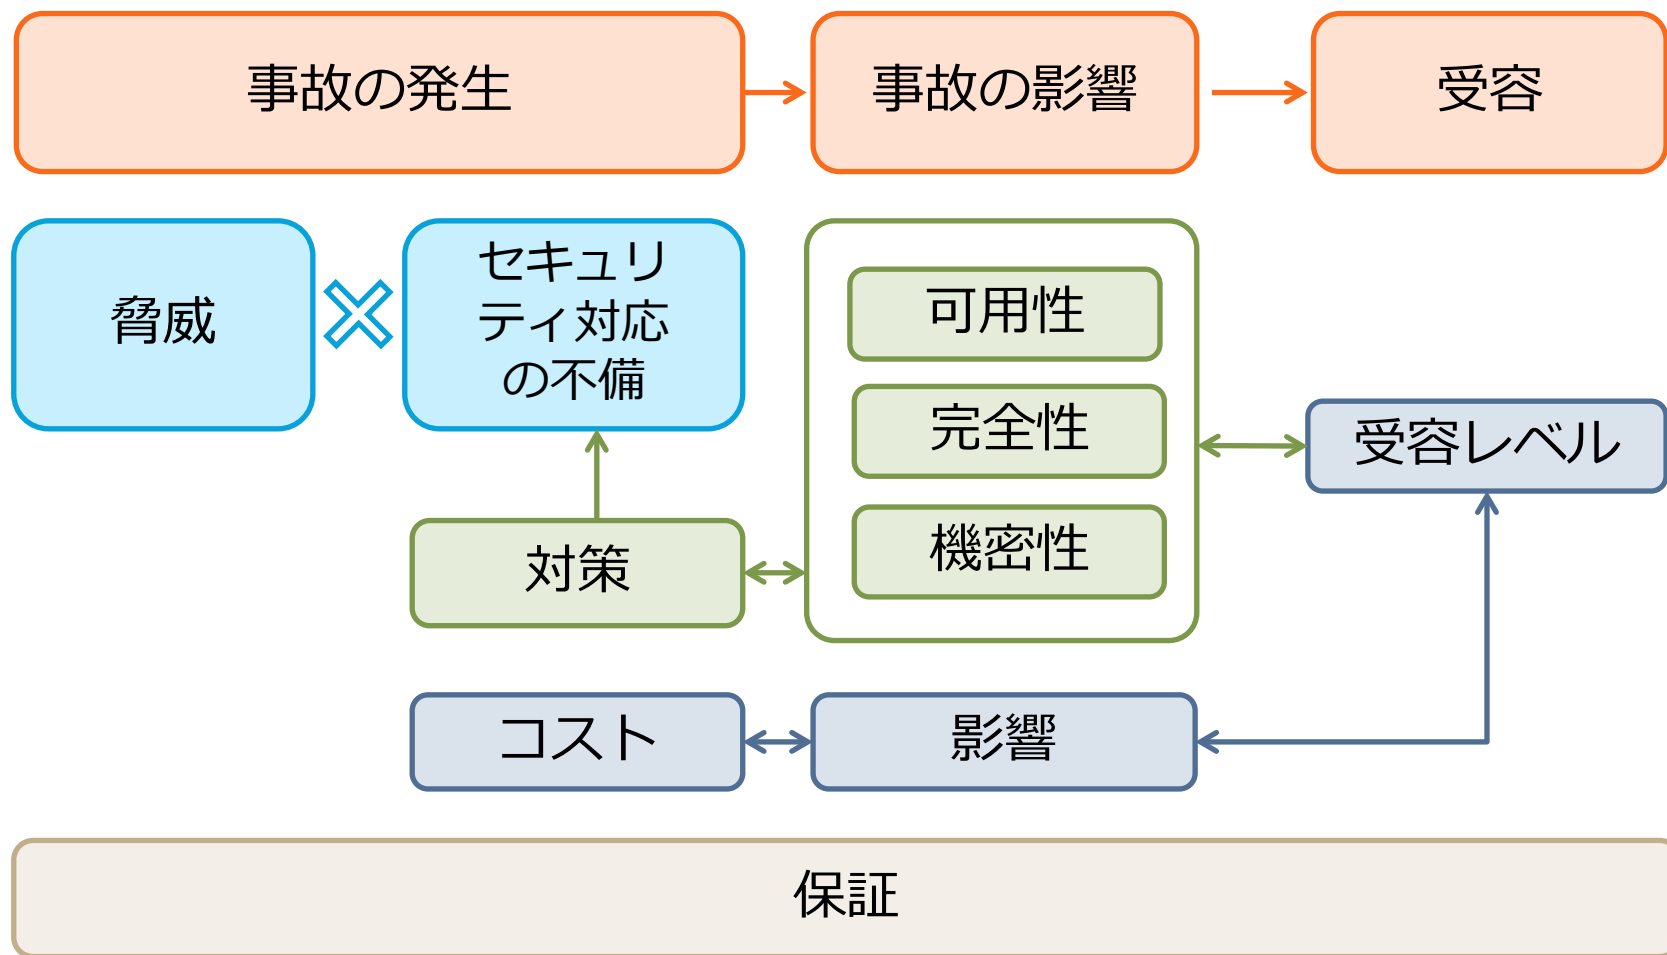 事故の発生
事故の影響
受容
脅威
セキュリ
ティ対応
の不備
可用性
完全性
機密性
受容レベル
対策
コスト
影響
保証